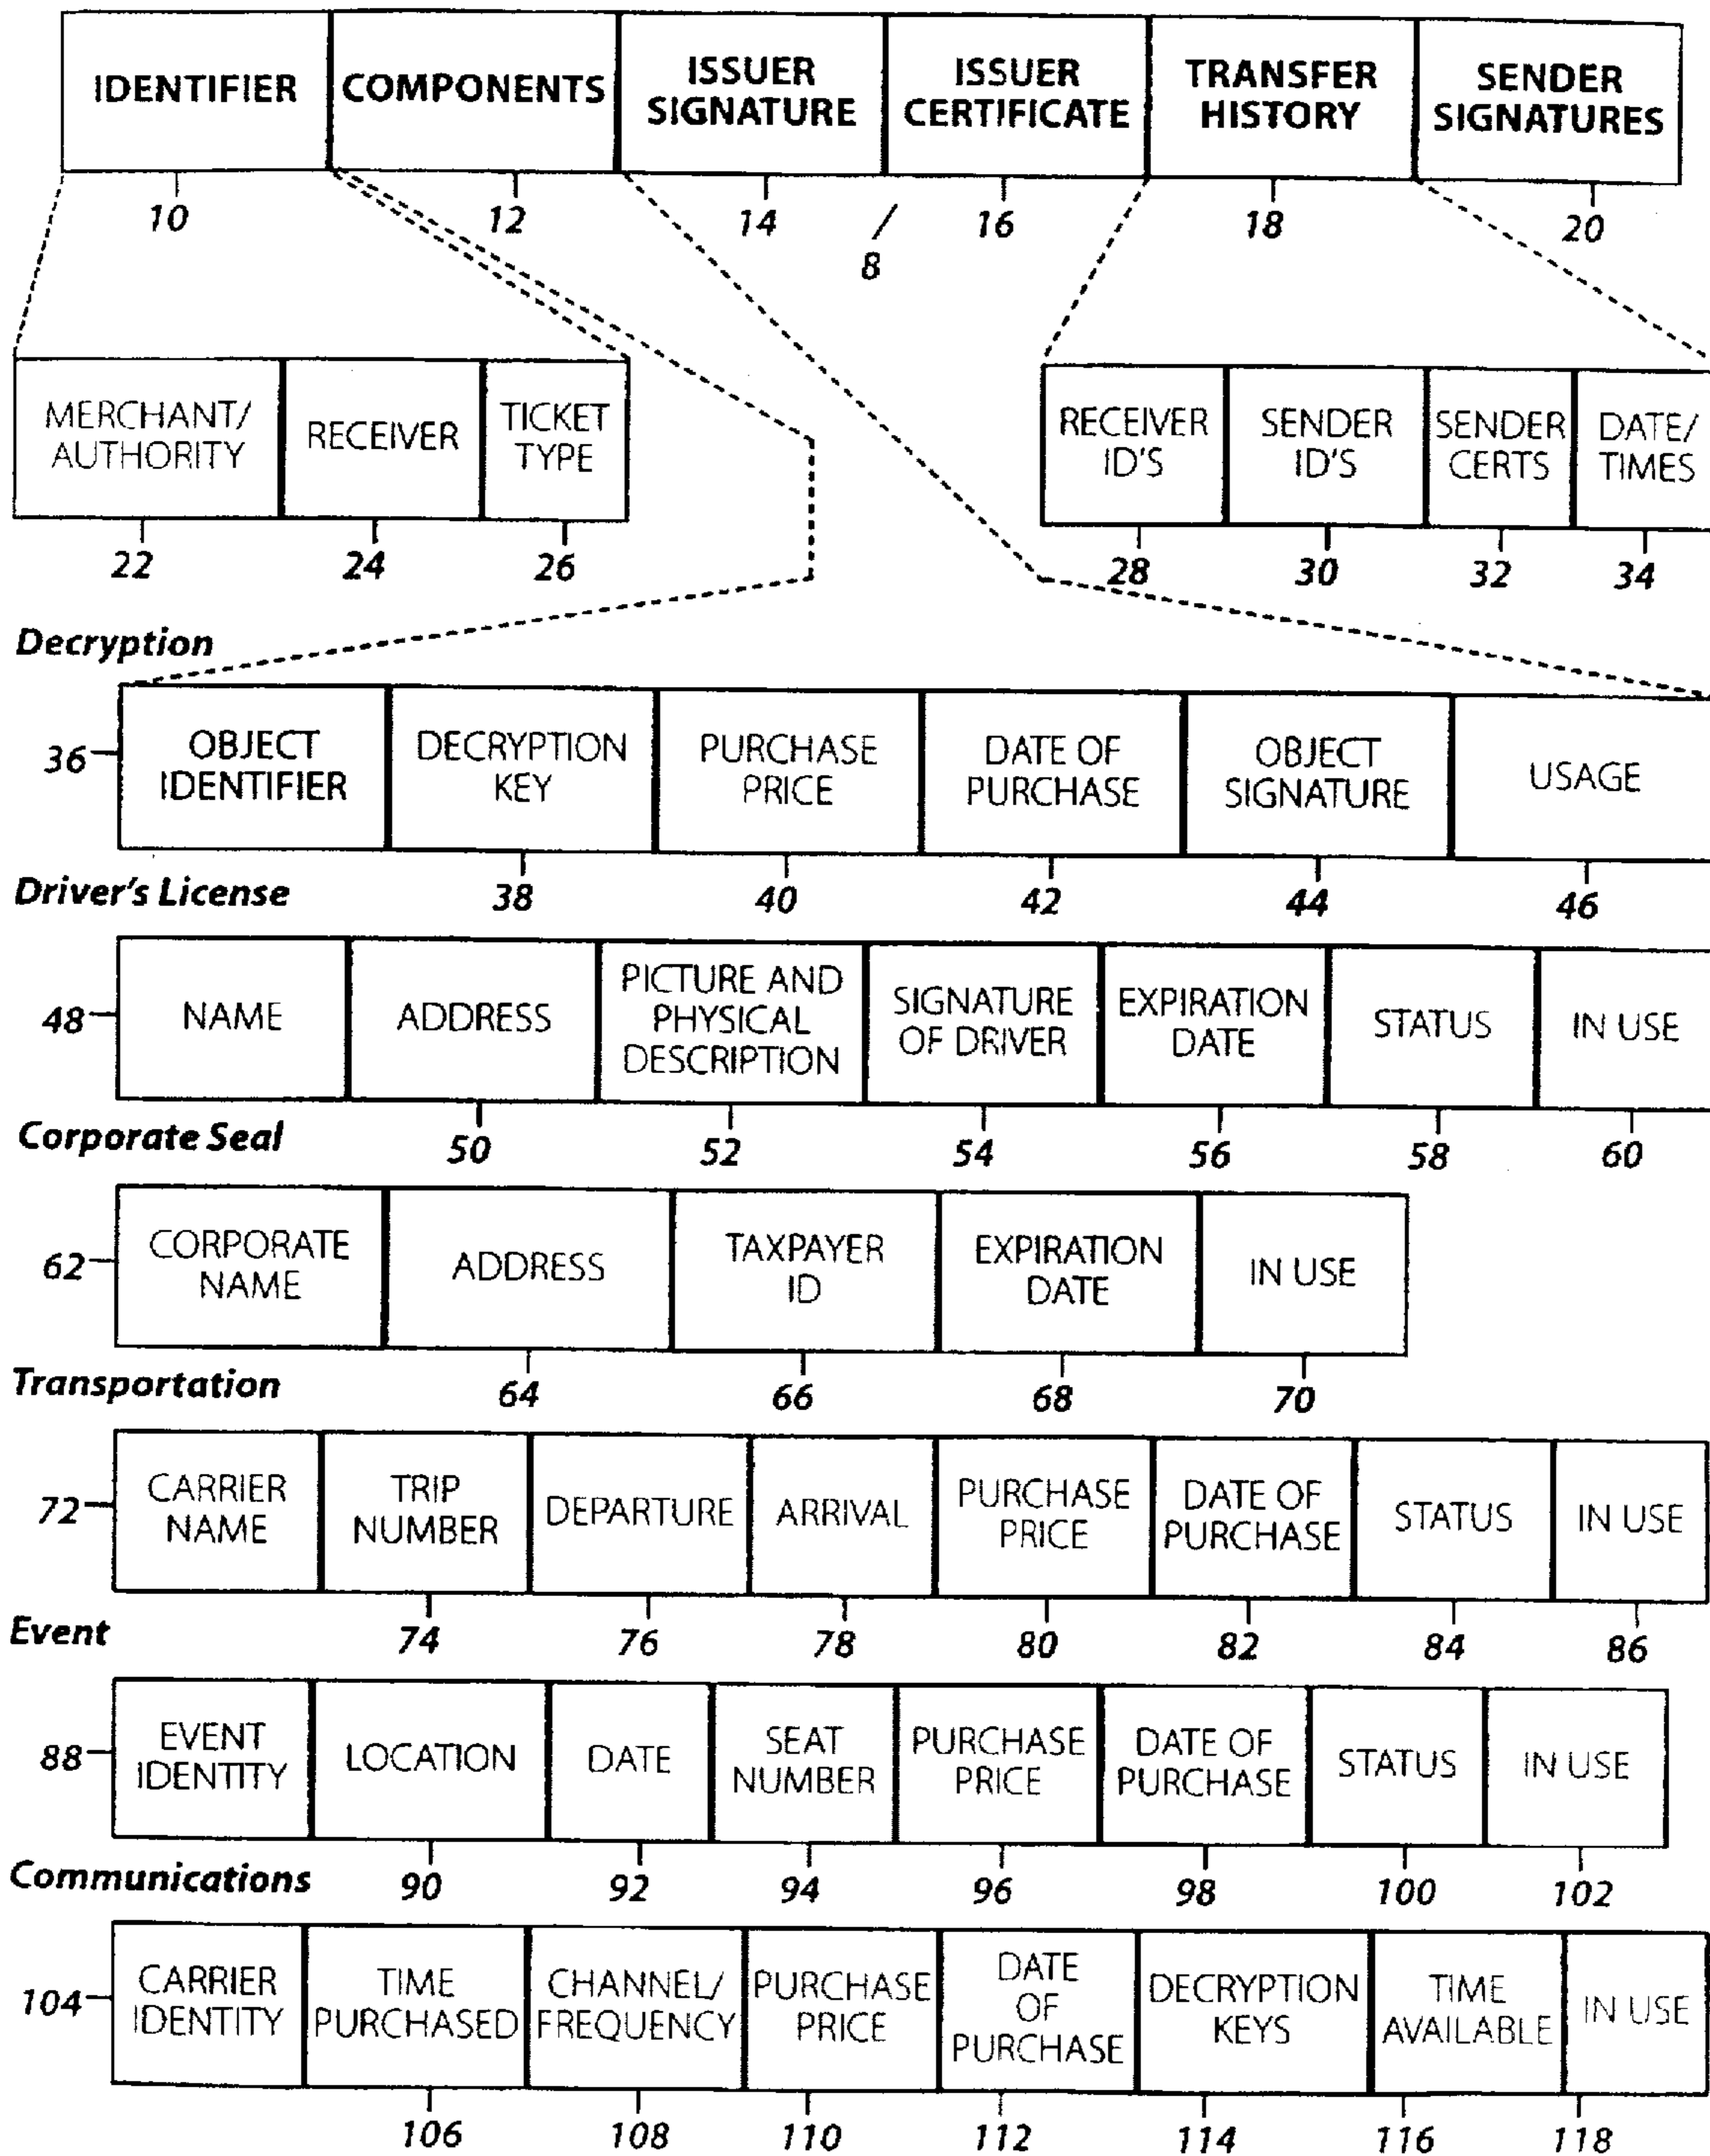 IDENTIFIER
COMPONENTS
ISSUER
SIGNATURE
ISSUER
CERTIFICATE
TRANSFER
HISTORY
SENDER
SIGNATURES
10
12
14
8
16
18
20
MERCHANT/
AUTHORITY
RECEIVER
TICKET
TYPE
RECEIVER
ID'S
SENDER
ID'S
SENDER
CERTS
DATE/
TIMES
22
24
26
28
30
32
34
Decryption
36
OBJECT
IDENTIFIER
DECRYPTION
KEY
PURCHASE
PRICE
DATE OF
PURCHASE
OBJECT
SIGNATURE
USAGE
38
40
42
44
46
Driver's License
48
NAME
ADDRESS
PICTURE AND
PHYSICAL
DESCRIPTION
SIGNATURE
OF DRIVER
EXPIRATION
DATE
STATUS
IN USE
50
52
54
56
58
60
Corporate Seal
62
CORPORATE
NAME
ADDRESS
TAXPAYER
ID
EXPIRATION
DATE
IN USE
64
66
68
70
Transportation
72
CARRIER
NAME
TRIP
NUMBER
DEPARTURE
ARRIVAL
PURCHASE
PRICE
DATE OF
PURCHASE
STATUS
IN USE
74
76
78
80
82
84
86
Event
88
EVENT
IDENTITY
LOCATION
DATE
SEAT
NUMBER
PURCHASE
PRICE
DATE OF
PURCHASE
STATUS
IN USE
90
92
94
96
98
100
102
Communications
104
CARRIER
IDENTITY
TIME
PURCHASED
CHANNEL/
FREQUENCY
PURCHASE
PRICE
DATE
OF
PURCHASE
DECRYPTION
KEYS
TIME
AVAILABLE
IN USE
106
108
110
112
114
116
118